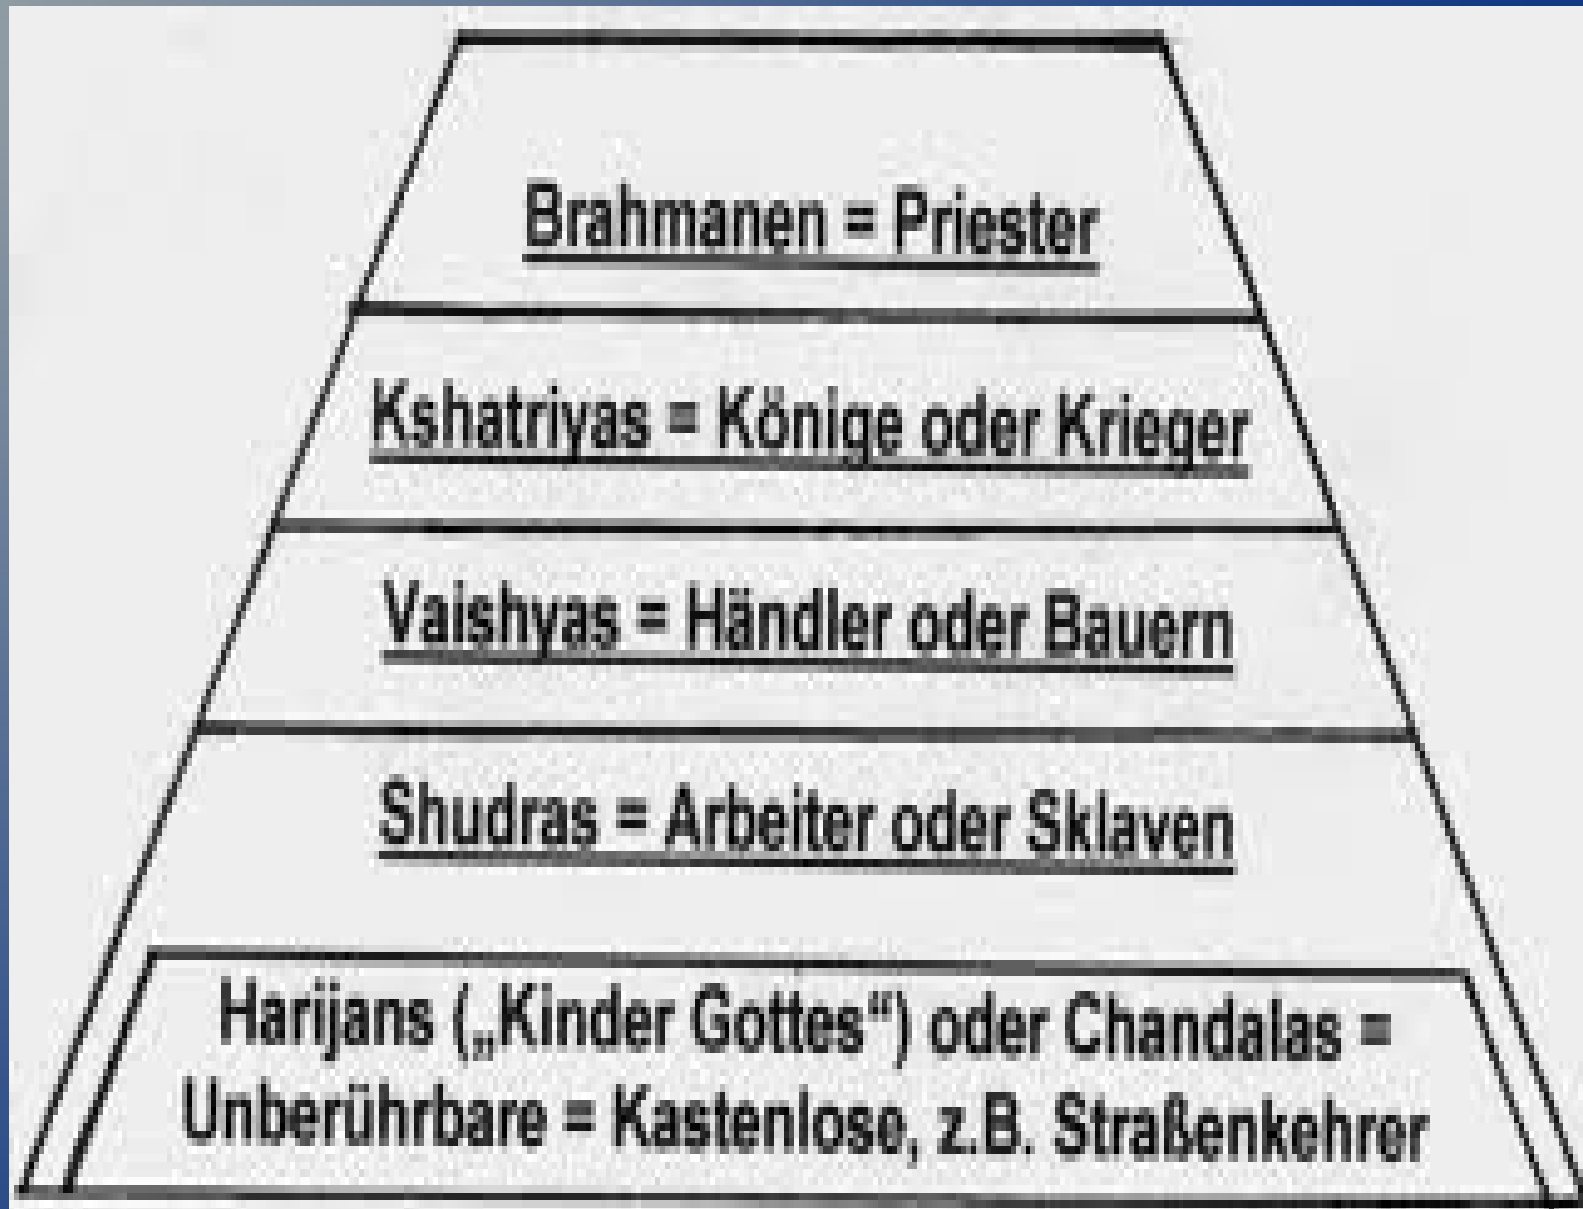 Brahmanen = Priester
Kshatriyas = Könige oder Krieger
Vaishyas = Händler oder Bauern
Shudras = Arbeiter oder Sklaven
Harijans („Kinder Gottes“) oder Chandalas =
Unberührbare = Kastenlose, z.B. Straßenkehrer